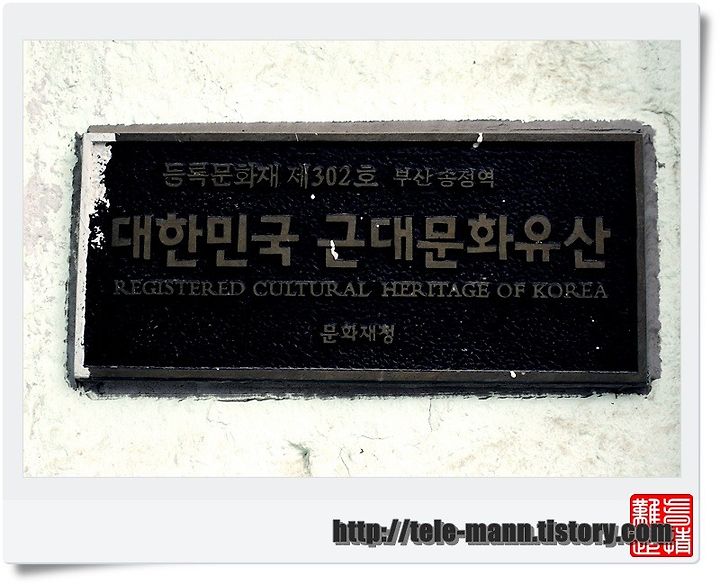 등록문화재 제302호 부산송정역
대한민국 근대문화유산
REGISTERED CULTURAL HERITAGE OF KOREA
문화재청
http://tele-mann.tistory.com